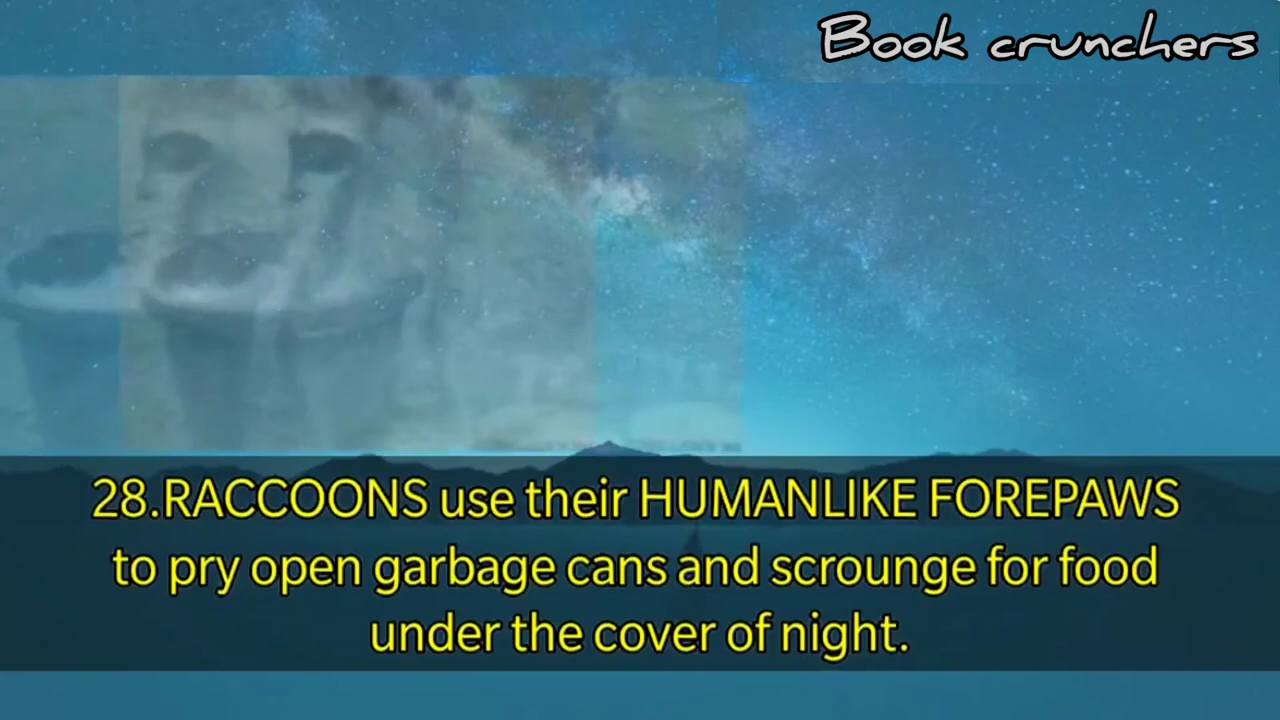 Book crunchers
28.RACCOONS use their HUMANLIKE FOREPAWS
to pry open garbage cans and scrounge for food
under the cover of night.